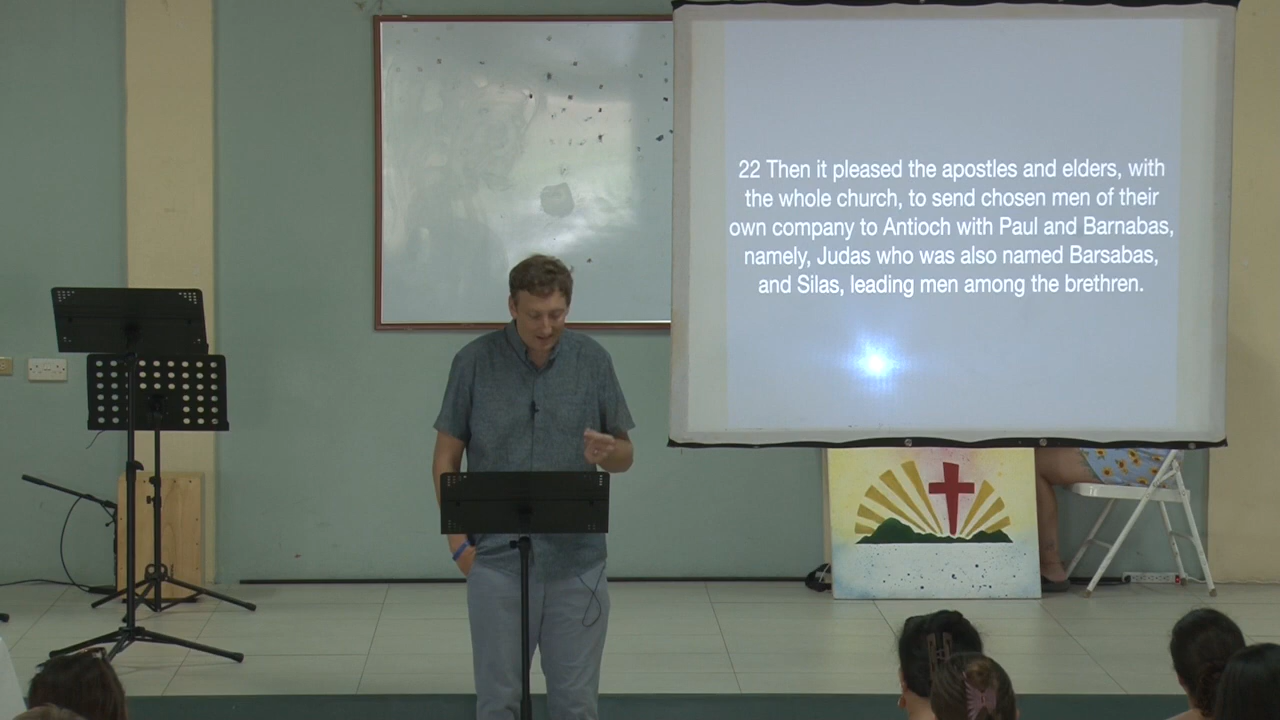 22 Then it pleased the apostles and elders, with
the whole church, to send chosen men of their
own company to Antioch with Paul and Barnabas,
namely, Judas who was also named Barsabas,
and Silas, leading men among the brethren.